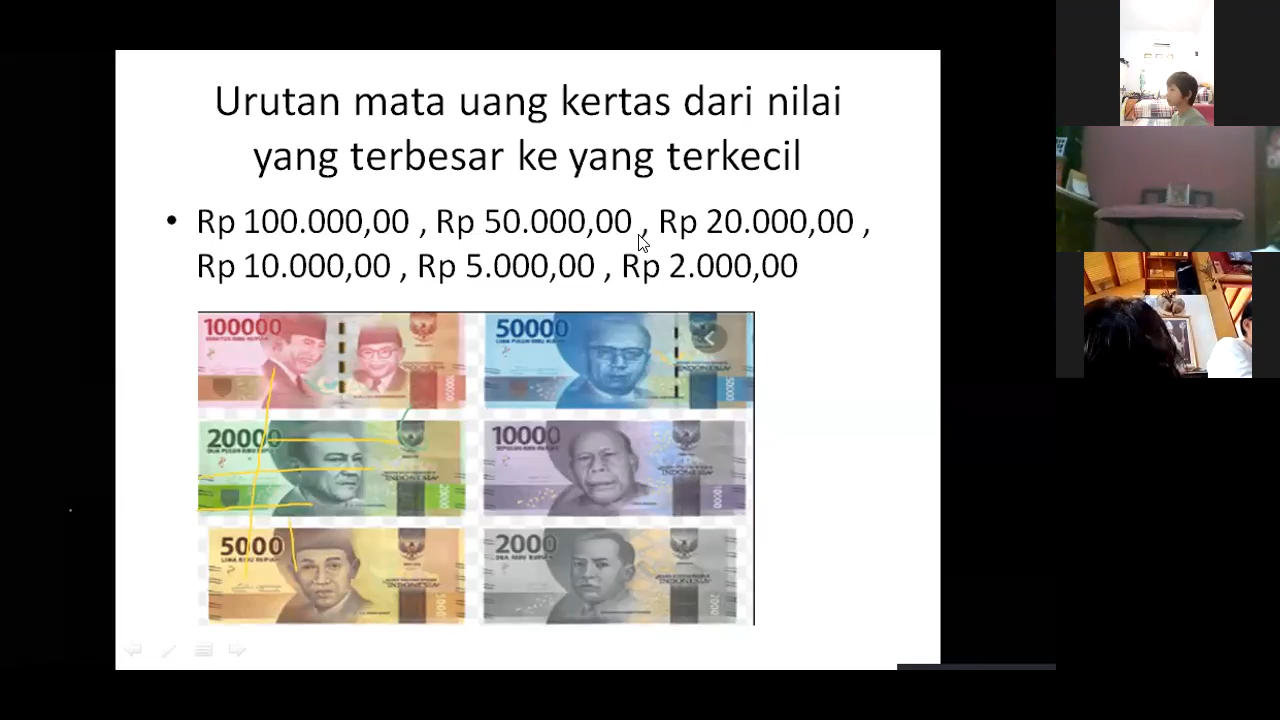 Urutan mata uang kertas dari nilai
yang terbesar ke yang terkecil
• Rp 100.000,00 , Rp 50.000,00 , Rp 20.000,00 ,
Rp 10.000,00 , Rp 5.000,00 , Rp 2.000,00
100000
50000
20000
10000
5000
2000